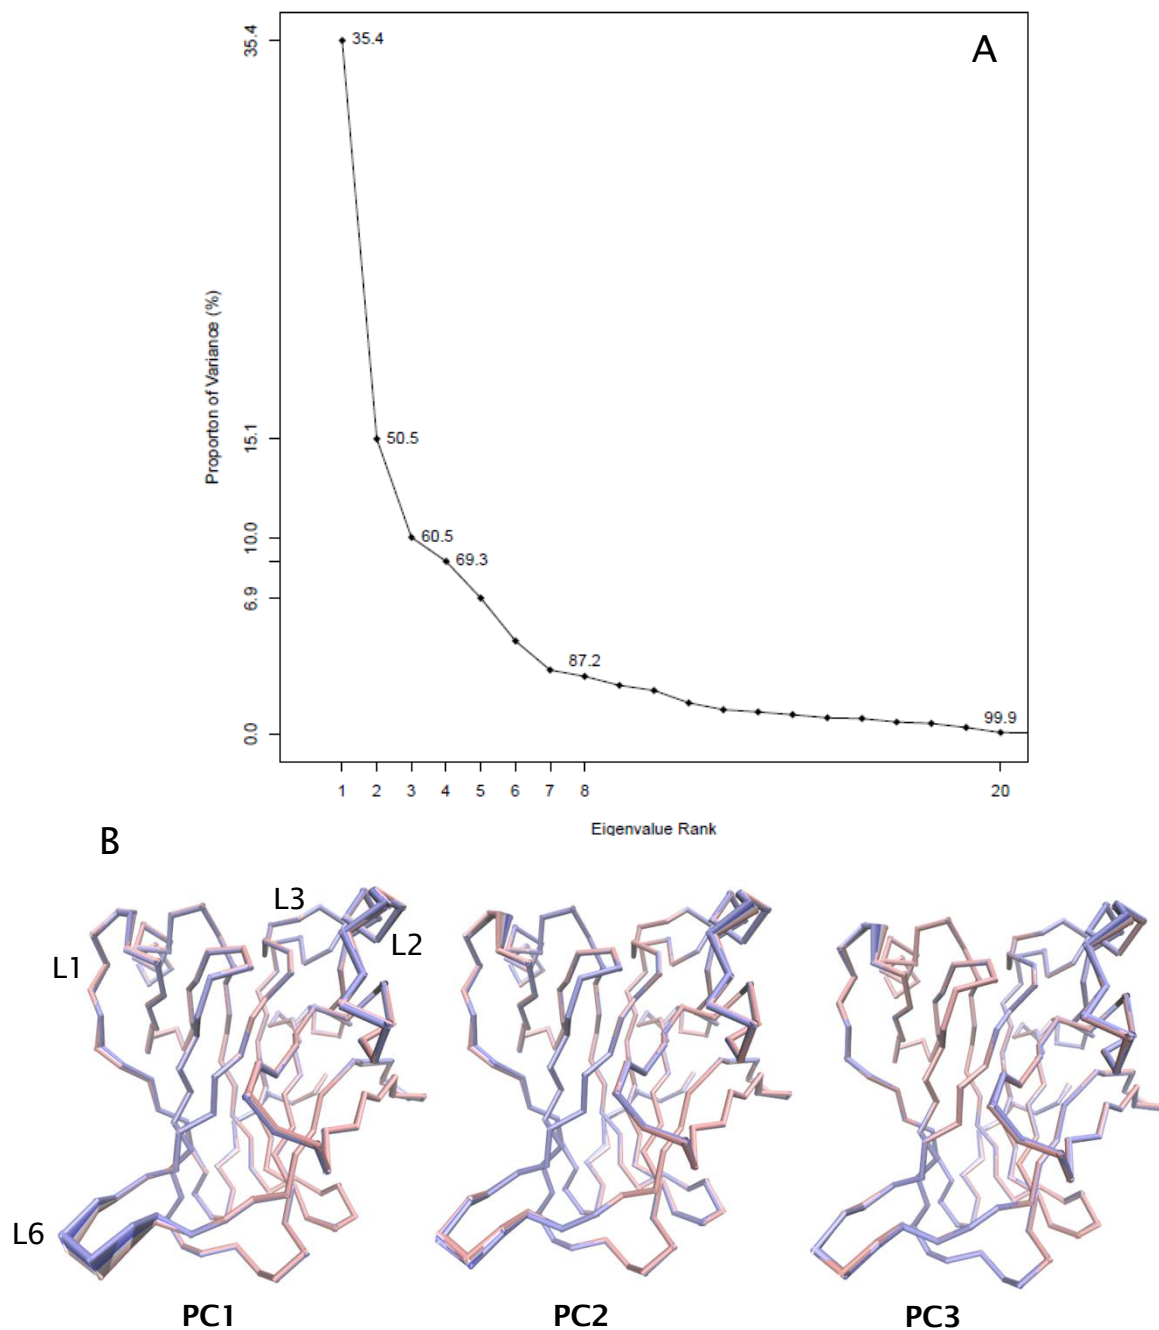 A
35.4
35.4
Proporton of Variance (%)
15.1
50.5
10.0
60.5
69.3
6.9
87.2
99.9
0.0
1 2 3 4 5 6 7 8 20
Eigenvalue Rank
B
L3
L2
L1
L6
PC1 PC2 PC3